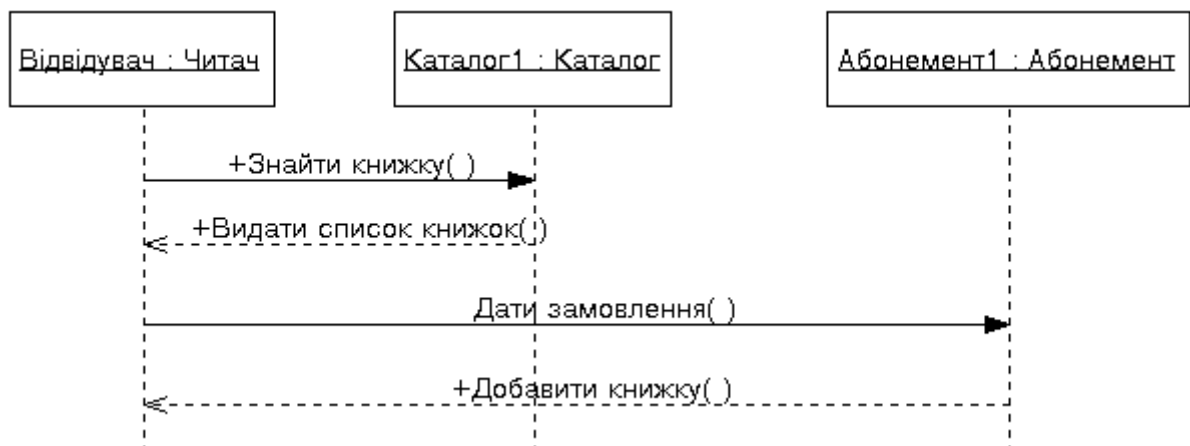 Відвідувач : Читач
Каталог1 : Каталог
Абонемент1 : Абонемент
+Знайти книжку( )
+Видати список книжок( )
Дати замовлення( )
+Добавити книжку( )